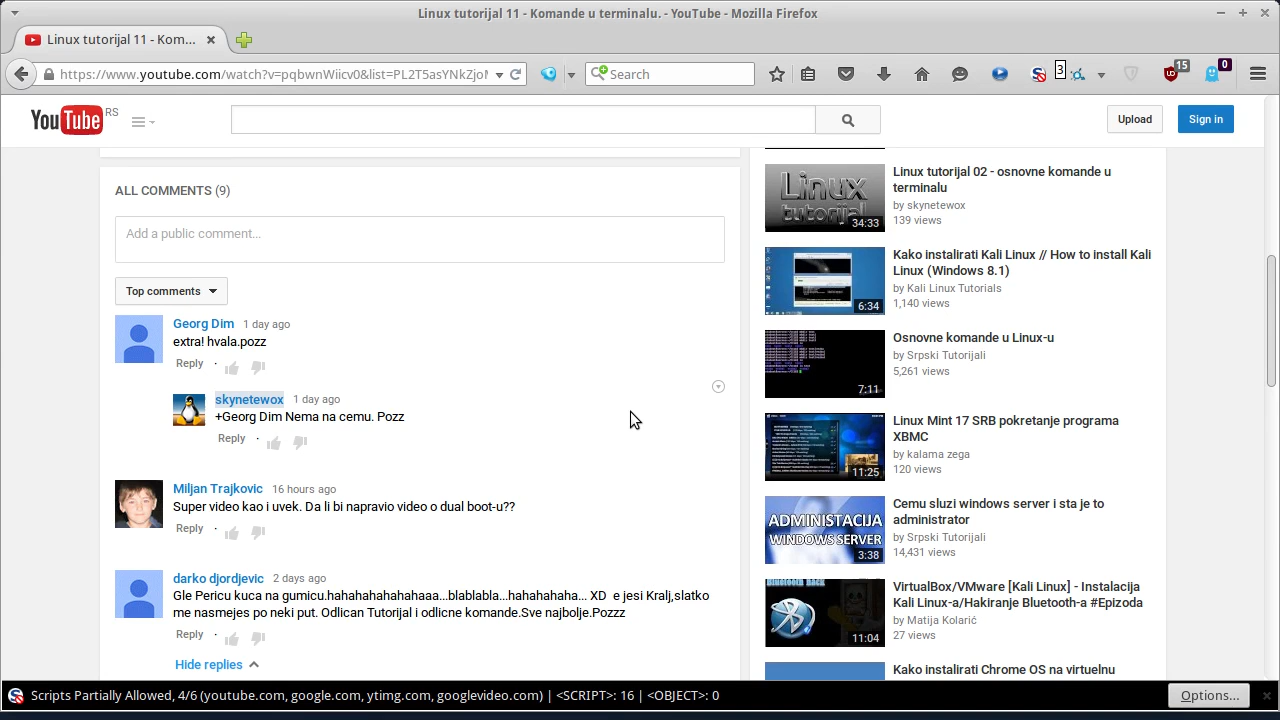 Linux tutorijal 11 - Komande u terminalu. - YouTube - Mozilla Firefox
Linux tutorijal 11 - Kom...
https://www.youtube.com/watch?v=pqbwnWiicv0&list=PL2T5asYNkZjoI
Search
3
15
0
YouTube RS
Upload
Sign in
ALL COMMENTS (9)
Add a public comment...
Top comments
Georg Dim 1 day ago
extra! hvala.pozz
Reply ·
skynetewox 1 day ago
+Georg Dim Nema na cemu. Pozz
Reply ·
Miljan Trajkovic 16 hours ago
Super video kao i uvek. Da li bi napravio video o dual boot-u??
Reply ·
darko djordjevic 2 days ago
Gle Pericu kuca na gurnicu.hahahahahahahaaa...blablabla...hahahahaha... XD e jesi Kralj,slatko
me nasmejes po neki put. Odlican Tutorijal i odlicne komande.Sve najbolje.Pozzz
Reply ·
Hide replies
Linux tutorijal
34:33
Linux tutorijal 02 - osnovne komande u
terminalu
by skynetewox
139 views
6:34
Kako instalirati Kali Linux // How to install Kali
Linux (Windows 8.1)
by Kali Linux Tutorials
1,140 views
7:11
Osnovne komande u Linux-u
by Srpski Tutorijali
5,261 views
11:25
Linux Mint 17 SRB pokretanje programa
XBMC
by kalama zega
120 views
ADMINISTACIJA
WINDOWS SERVER
3:38
Cemu sluzi windows server i sta je to
administrator
by Srpski Tutorijali
14,431 views
11:04
VirtualBox/VMware [Kali Linux] - Instalacija
Kali Linux-a/Hakiranje Bluetooth-a #Epizoda
by Matija Kolarić
27 views
Kako instalirati Chrome OS na virtuelnu
Scripts Partially Allowed, 4/6 (youtube.com, google.com, ytimg.com, googlevideo.com) | <SCRIPT>: 16 | <OBJECT>: 0
Options...